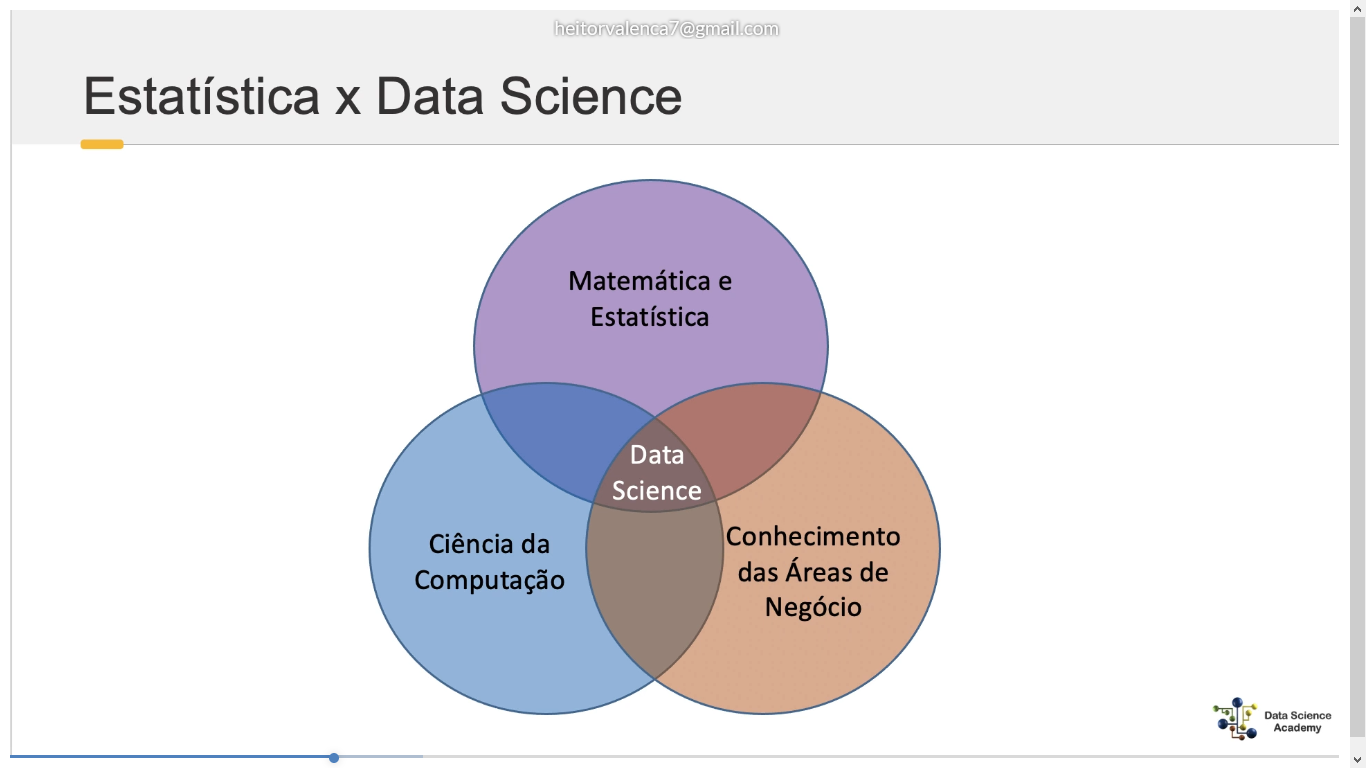 heitorvalenca7@gmail.com
Estatística x Data Science
Matemática e
Estatística
Data
Science
Ciência da
Computação
Conhecimento
das Áreas de
Negócio
Data Science
Academy